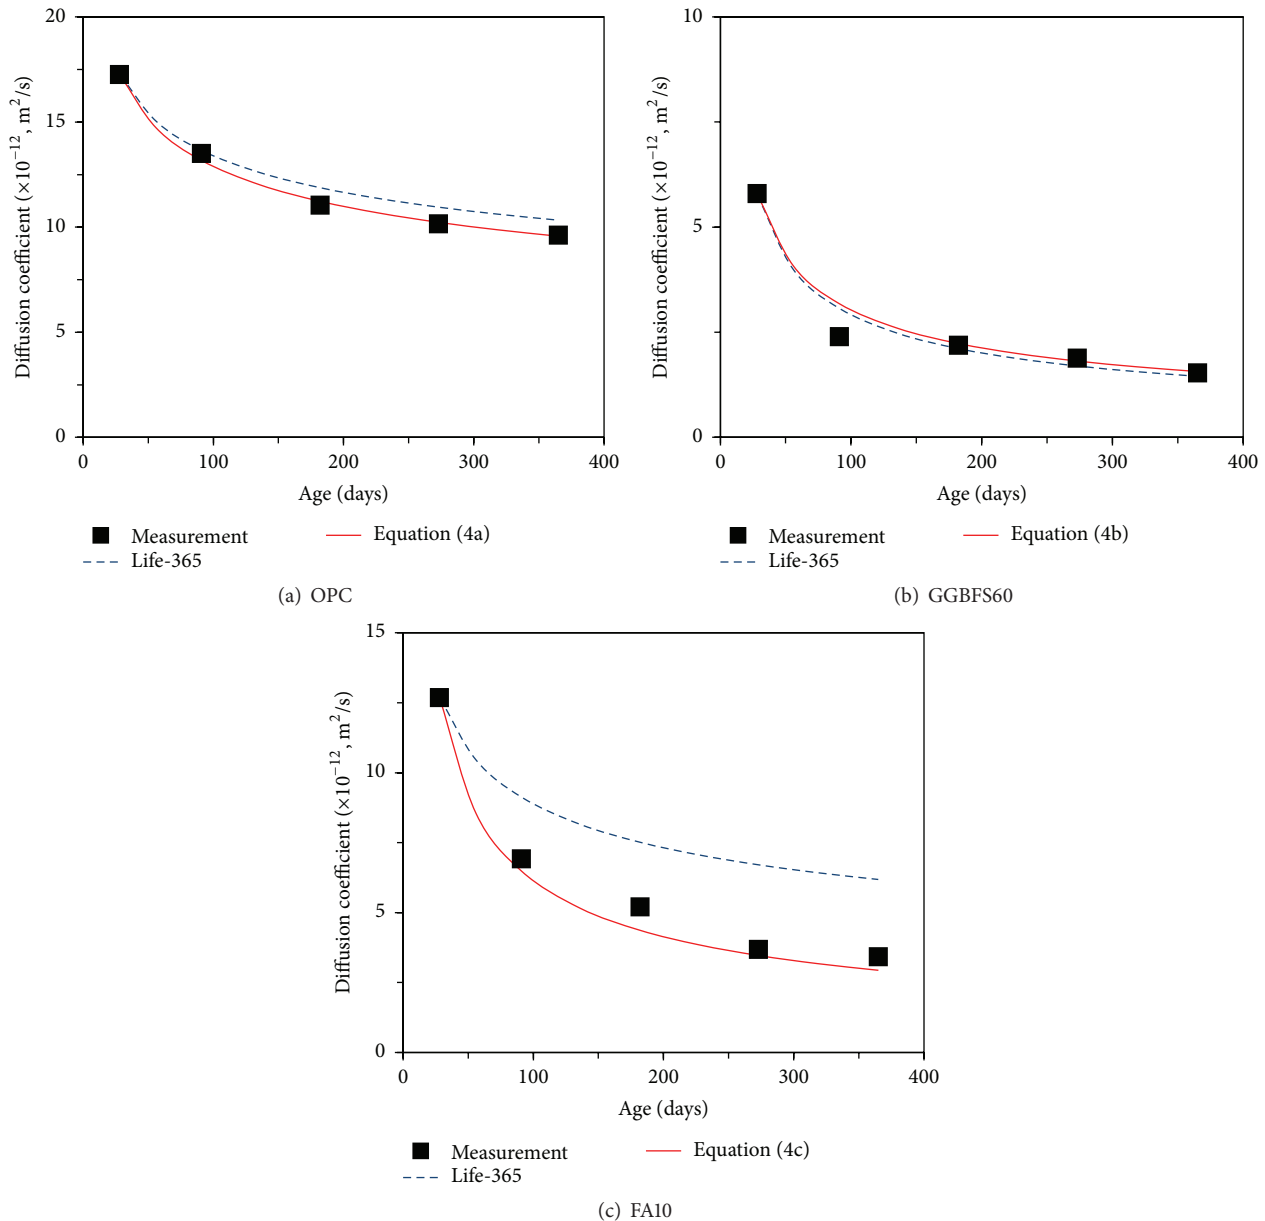 20
15
10
5
0
Diffusion coefficient (×10⁻¹², m²/s)
0 100 200 300 400
Age (days)
Measurement
Equation (4a)
Life-365
(a) OPC
10
5
0
Diffusion coefficient (×10⁻¹², m²/s)
0 100 200 300 400
Age (days)
Measurement
Equation (4b)
Life-365
(b) GGBFS60
15
10
5
0
Diffusion coefficient (×10⁻¹², m²/s)
0 100 200 300 400
Age (days)
Measurement
Equation (4c)
Life-365
(c) FA10